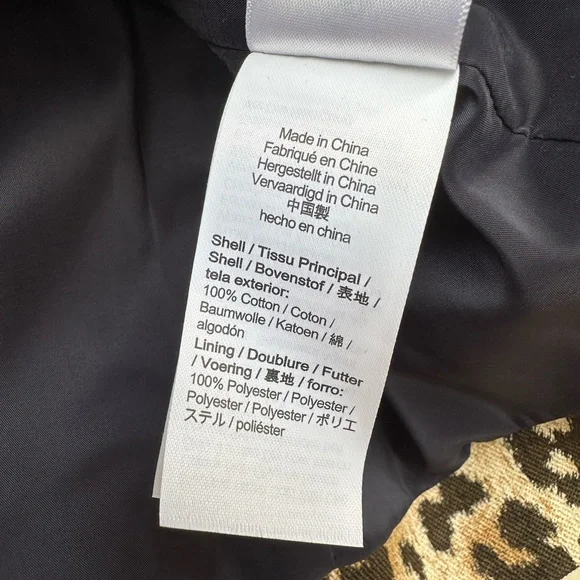 Made in China
Fabriqué en Chine
Hergestellt in China
Vervaardigd in China
中国製
hecho en china
Shell / Tissu Principal /
Shell / Bovenstof / 表地 /
tela exterior:
100% Cotton / Coton /
Baumwolle / Katoen / 綿 /
algodón
Lining / Doublure / Futter
/ Voering / 裏地 / forro:
100% Polyester / Polyester /
Polyester / Polyester / ポリエ
ステル / poliéster